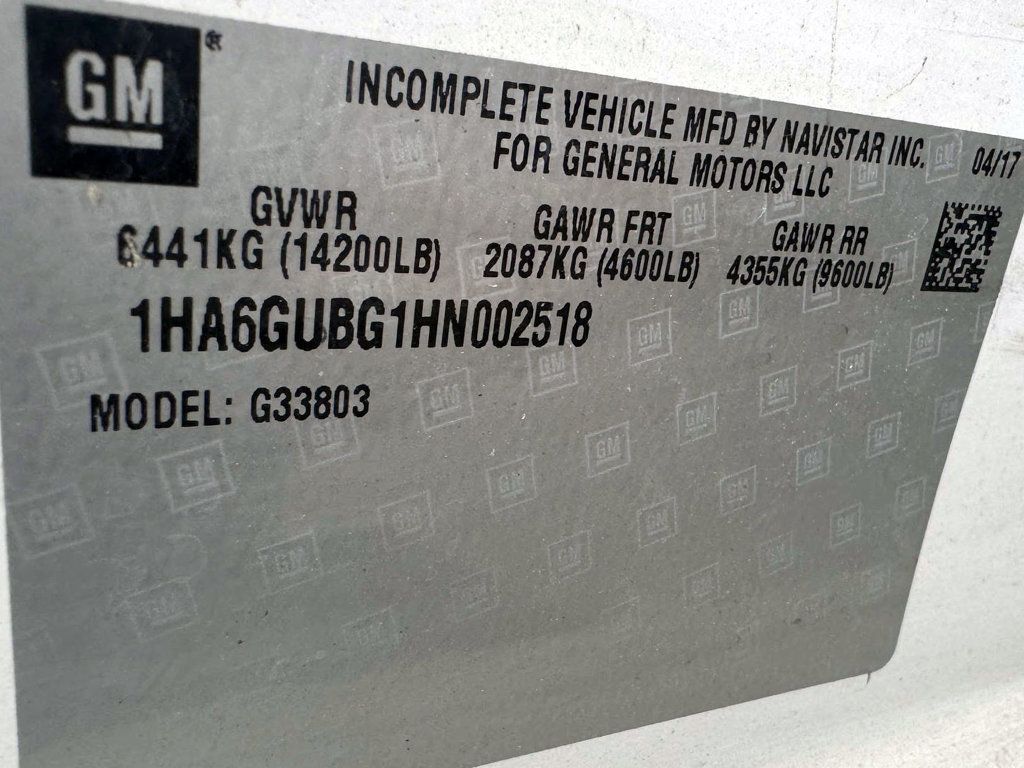 GM®
INCOMPLETE VEHICLE MFD BY NAVISTAR INC. 04/17
FOR GENERAL MOTORS LLC
GVWR GAWR FRT GAWR RR
6441KG (14200LB) 2087KG (4600LB) 4355KG (9600LB)
1HA6GUBG1HN002518
MODEL: G33803